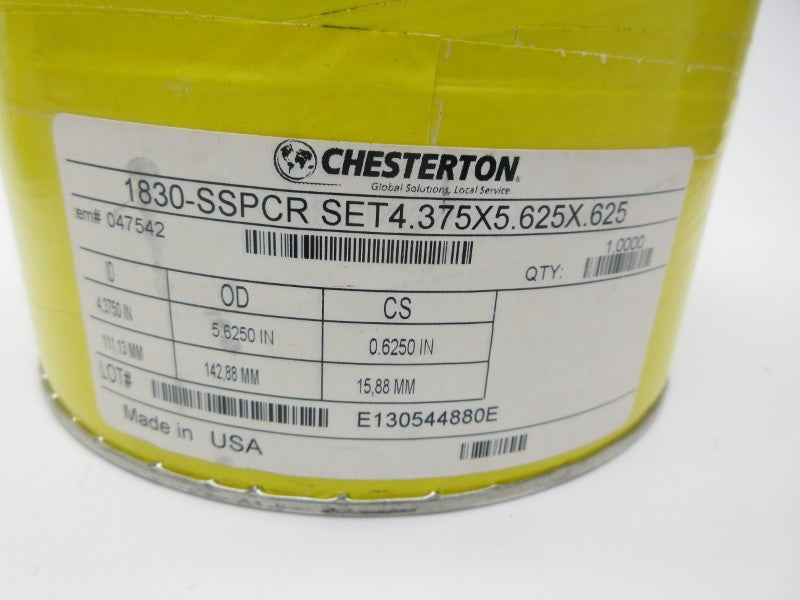 CHESTERTON
Global Solutions, Local Service
1830-SSPCR SET4.375X5.625X.625
em# 047542
QTY: 1.0000
ID OD CS
4.3750 IN 5.6250 IN 0.6250 IN
111,13 MM 142,88 MM 15,88 MM
LOT# E130544880E
Made in USA